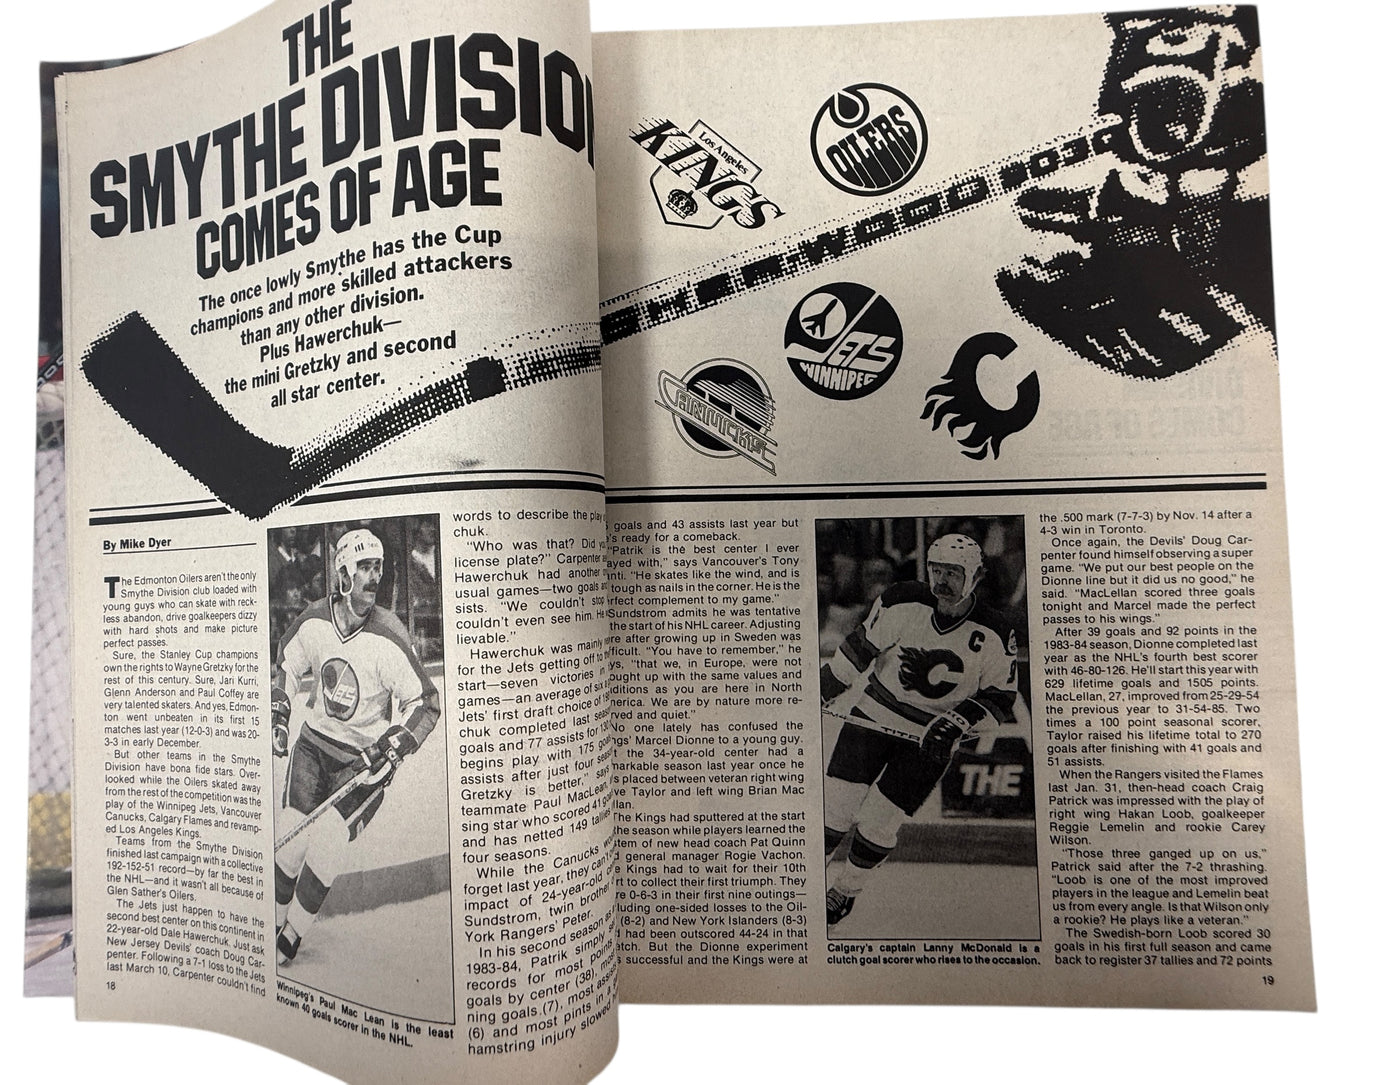 THE
SMYTHE DIVISION
COMES OF AGE
The once lowly Smythe has the Cup
champions and more skilled attackers
than any other division.
Plus Hawerchuk—
the mini Gretzky and second
all star center.
Los Angeles
KINGS
OILERS
JETS
WINNIPEG
CANUCKS
C
By Mike Dyer
The Edmonton Oilers aren't the only
Smythe Division club loaded with
young guys who can skate with reck-
less abandon, drive goalkeepers dizzy
with hard shots and make picture
perfect passes.
Sure, the Stanley Cup champions
own the rights to Wayne Gretzky for the
rest of this century. Sure, Jari Kurri,
Glenn Anderson and Paul Coffey are
very talented skaters. And yes, Edmon-
ton went unbeaten in its first 15
matches last year (12-0-3) and was 20-
3-3 in early December.
But other teams in the Smythe
Division have bona fide stars. Over-
looked while the Oilers skated away
from the rest of the competition was the
play of the Winnipeg Jets, Vancouver
Canucks, Calgary Flames and revamp-
ed Los Angeles Kings.
Teams from the Smythe Division
finished last campaign with a collective
192-152-51 record—by far the best in
the NHL—and it wasn't all because of
Glen Sather's Oilers.
The Jets just happen to have the
second best center on this continent in
22-year-old Dale Hawerchuk. Just ask
New Jersey Devils' coach Doug Car-
penter. Following a 7-1 loss to the Jets
last March 10, Carpenter couldn't find
18
JETS
Winnipeg's Paul Mac Lean is the least
known 40 goals scorer in the NHL.
words to describe the play
chuk.
"Who was that? Did
license plate?" Carpenter
Hawerchuk had another
usual games—two goals
sists. "We couldn't stop
couldn't even see him.
lievable."
Hawerchuk was mainly
for the Jets getting off to
start—seven victories in
games—an average of six
Jets' first draft choice of
chuk completed last
goals and 77 assists for
begins play with 175
assists after just four
Gretzky is better," says
teammate Paul MacLean,
sing star who scored 41
and has netted 149 tallies
four seasons.
While the Canucks
forget last year, they can't
impact of 24-year-old
Sundstrom, twin brother
York Rangers' Peter.
In his second season
1983-84, Patrik simply
records for most points
goals by center (38), most
ning goals (7), most assists
(6) and most pints in a
hamstring injury slowed
goals and 43 assists last year but
's ready for a comeback.
"Patrik is the best center I ever
ayed with," says Vancouver's Tony
anti. "He skates like the wind, and is
tough as nails in the corner. He is the
rfect complement to my game."
Sundstrom admits he was tentative
the start of his NHL career. Adjusting
re after growing up in Sweden was
fficult. "You have to remember," he
ys, "that we, in Europe, were not
ought up with the same values and
ditions as you are here in North
nerica. We are by nature more re-
rved and quiet."
No one lately has confused the
ngs' Marcel Dionne to a young guy.
t the 34-year-old center had a
markable season last year once he
s placed between veteran right wing
ve Taylor and left wing Brian Mac
llan.
The Kings had sputtered at the start
the season while players learned the
stem of new head coach Pat Quinn
d general manager Rogie Vachon.
e Kings had to wait for their 10th
rt to collect their first triumph. They
re 0-6-3 in their first nine outings—
luding one-sided losses to the Oil-
(8-2) and New York Islanders (8-3)
d had been outscored 44-24 in that
etch. But the Dionne experiment
s successful and the Kings were at
C
TITAN
THE
Calgary's captain Lanny McDonald is a
clutch goal scorer who rises to the occasion.
the .500 mark (7-7-3) by Nov. 14 after a
4-3 win in Toronto.
Once again, the Devils' Doug Car-
penter found himself observing a super
game. "We put our best people on the
Dionne line but it did us no good," he
said. "MacLellan scored three goals
tonight and Marcel made the perfect
passes to his wings."
After 39 goals and 92 points in the
1983-84 season, Dionne completed last
year as the NHL's fourth best scorer
with 46-80-126. He'll start this year with
629 lifetime goals and 1505 points.
MacLellan, 27, improved from 25-29-54
the previous year to 31-54-85. Two
times a 100 point seasonal scorer,
Taylor raised his lifetime total to 270
goals after finishing with 41 goals and
51 assists.
When the Rangers visited the Flames
last Jan. 31, then-head coach Craig
Patrick was impressed with the play of
right wing Hakan Loob, goalkeeper
Reggie Lemelin and rookie Carey
Wilson.
"Those three ganged up on us,"
Patrick said after the 7-2 thrashing.
"Loob is one of the most improved
players in the league and Lemelin beat
us from every angle. Is that Wilson only
a rookie? He plays like a veteran."
The Swedish-born Loob scored 30
goals in his first full season and came
back to register 37 tallies and 72 points
19